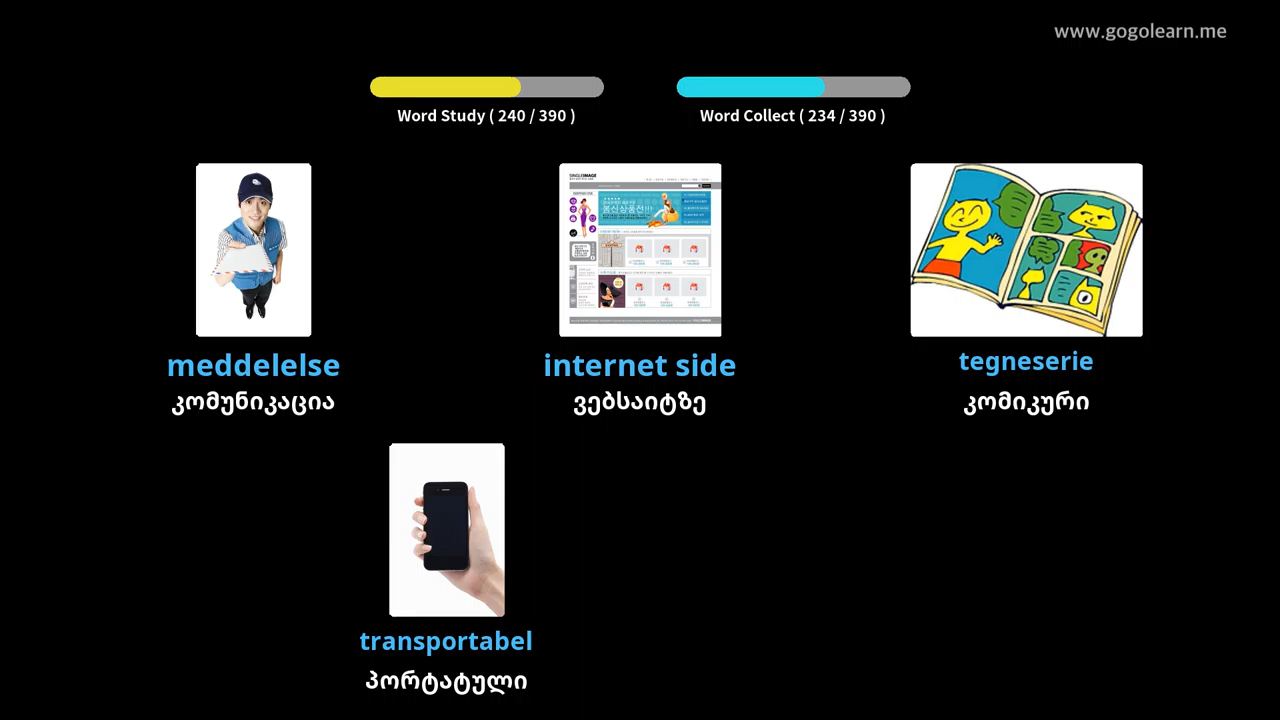 www.gogolearn.me
Word Study ( 240 / 390 )
Word Collect ( 234 / 390 )
meddelelse
კომუნიკაცია
internet side
ვებსაიტზე
tegneserie
კომიკური
transportabel
პორტატული